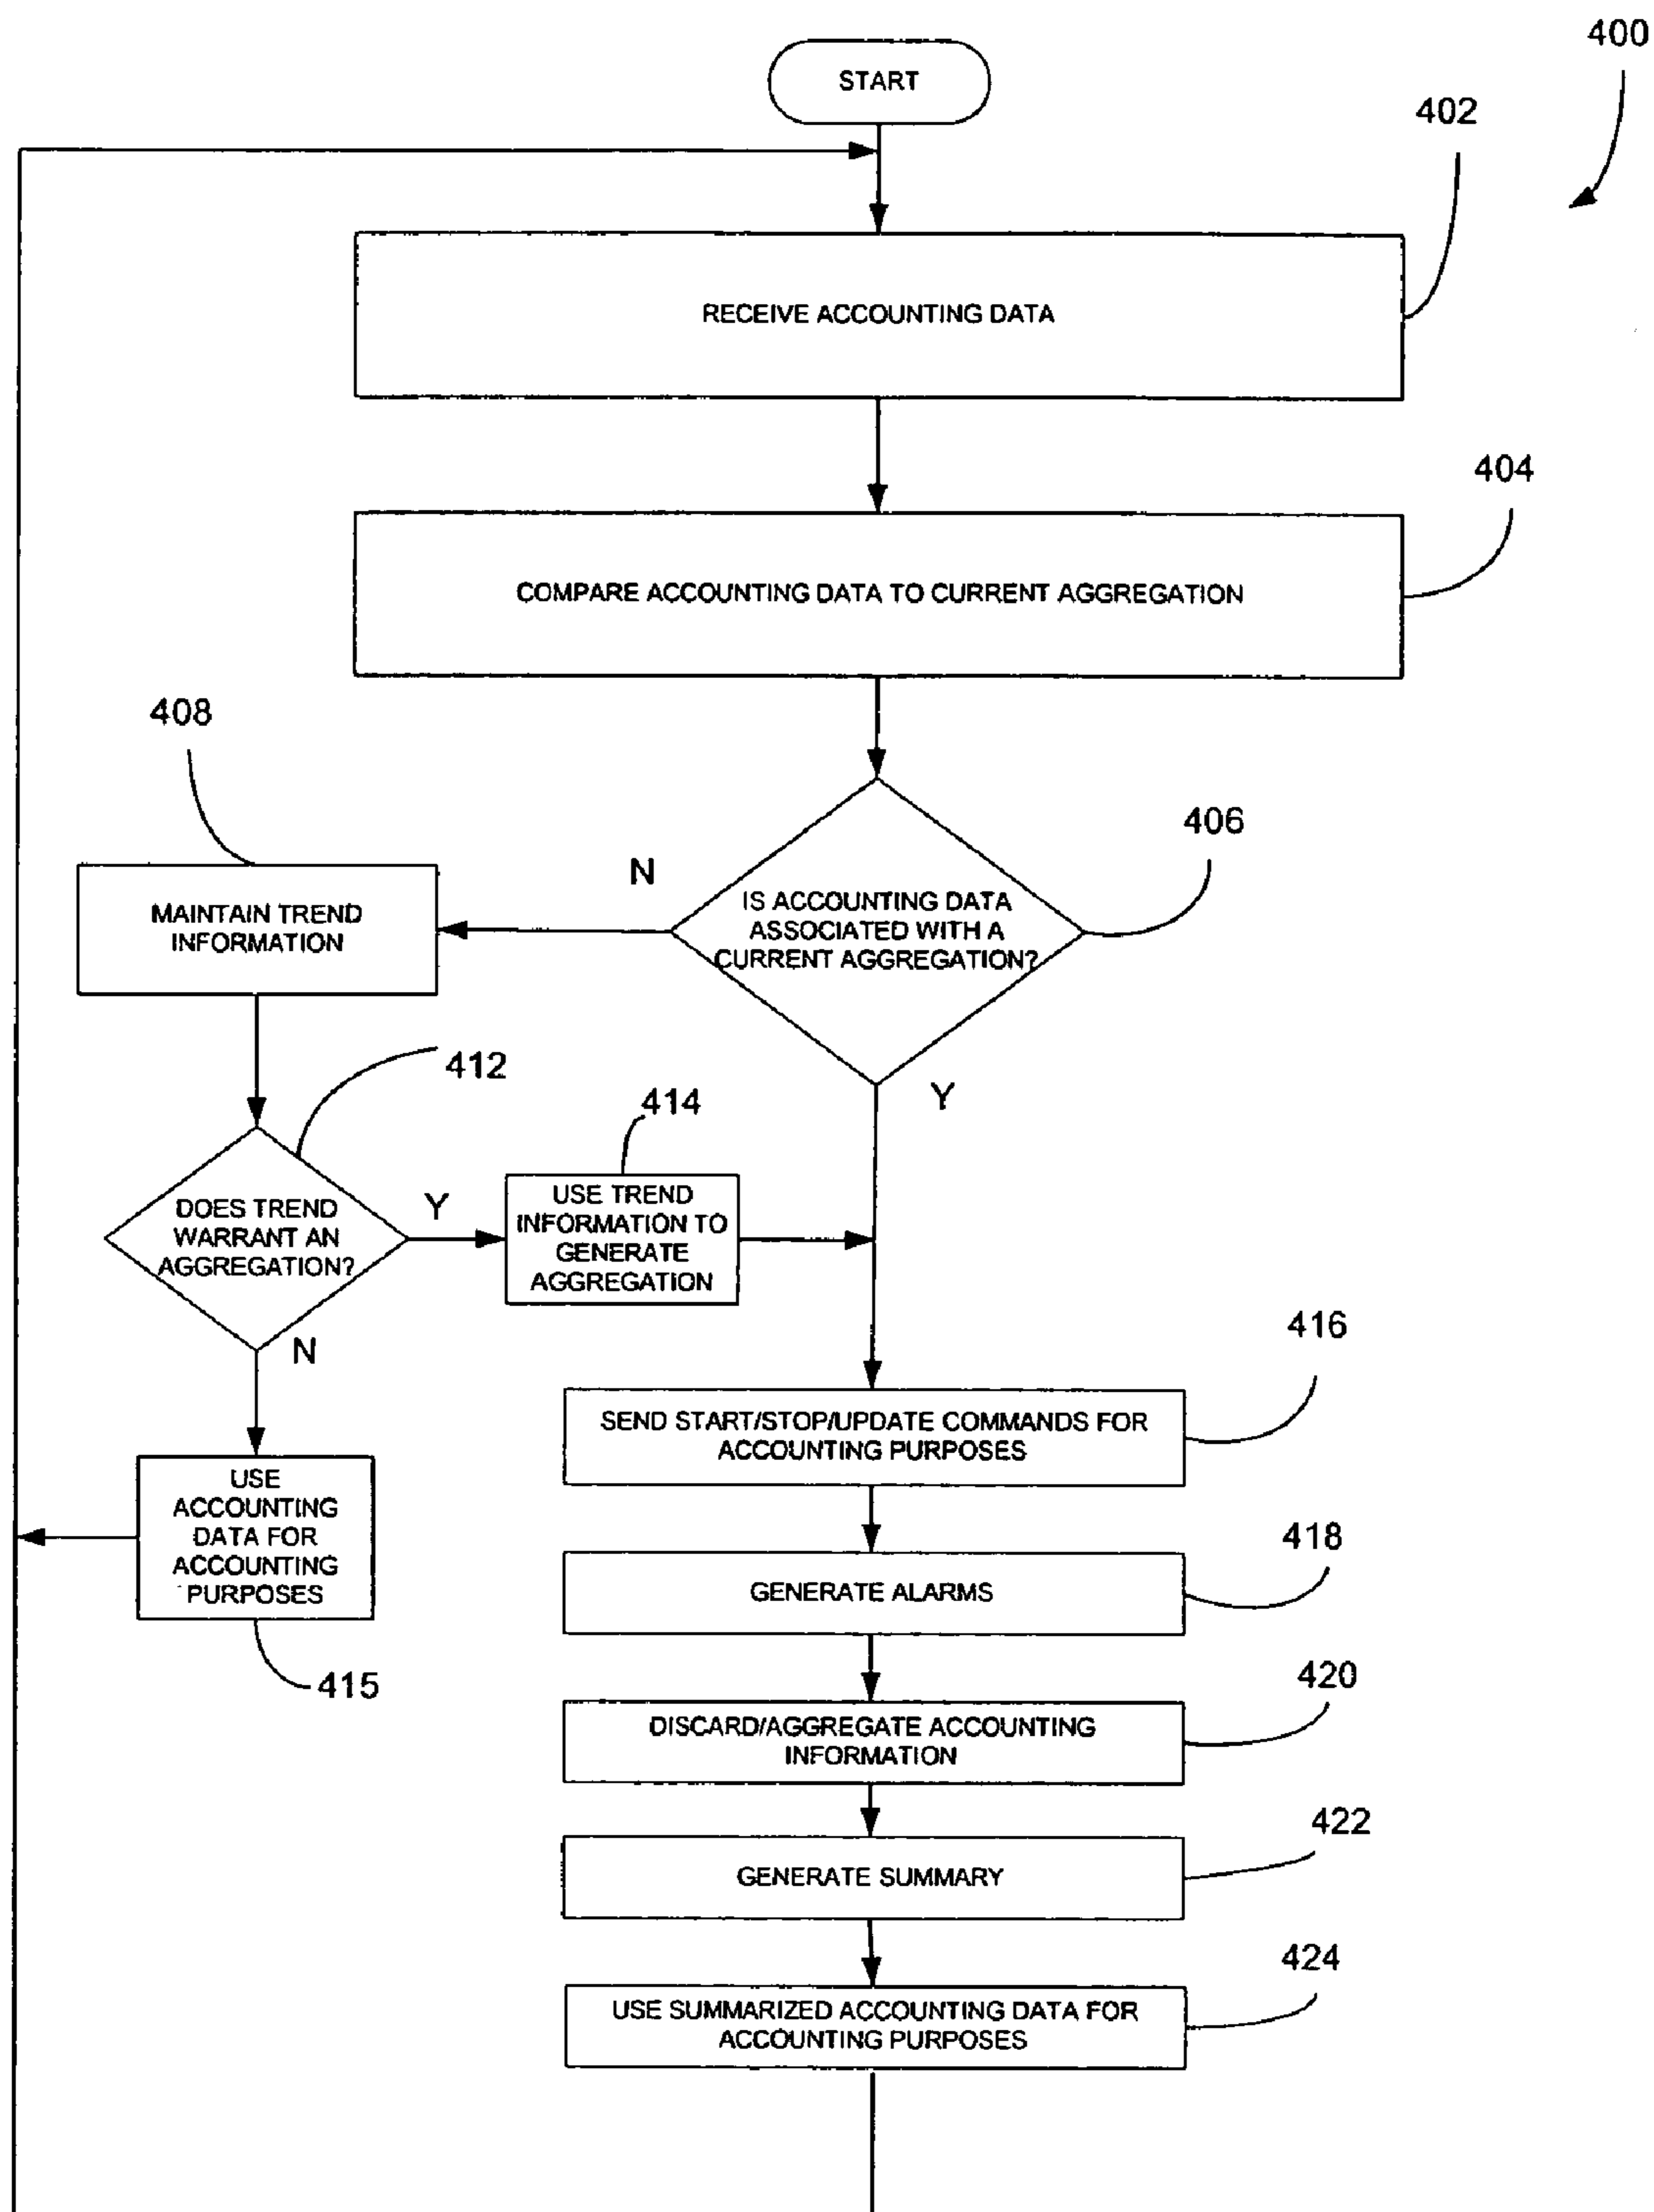 400
START
402
RECEIVE ACCOUNTING DATA
404
COMPARE ACCOUNTING DATA TO CURRENT AGGREGATION
408
406
N
IS ACCOUNTING DATA
ASSOCIATED WITH A
CURRENT AGGREGATION?
MAINTAIN TREND
INFORMATION
412
Y
414
DOES TREND
WARRANT AN
AGGREGATION?
Y
USE TREND
INFORMATION TO
GENERATE
AGGREGATION
N
416
SEND START/STOP/UPDATE COMMANDS FOR
ACCOUNTING PURPOSES
USE
ACCOUNTING
DATA FOR
ACCOUNTING
PURPOSES
415
418
GENERATE ALARMS
420
DISCARD/AGGREGATE ACCOUNTING
INFORMATION
422
GENERATE SUMMARY
424
USE SUMMARIZED ACCOUNTING DATA FOR
ACCOUNTING PURPOSES